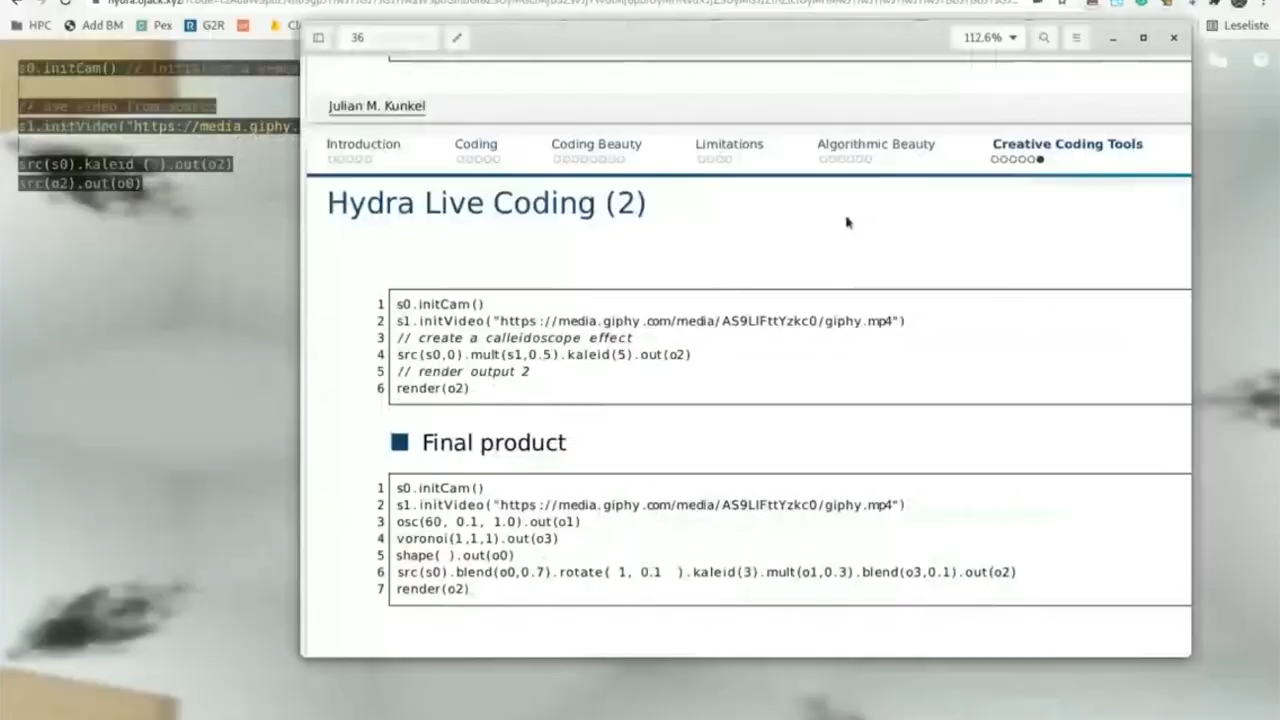 HPC Add BM Pex G2R Leseliste
36 112.6%
s0.initCam()
// use video from source
s1.initVideo("https://media.giphy.
src(s0).kaleid ( ).out(o2)
src(o2).out(o0)
Julian M. Kunkel
Introduction Coding Coding Beauty Limitations Algorithmic Beauty Creative Coding Tools
Hydra Live Coding (2)
1 s0.initCam()
2 s1.initVideo("https://media.giphy.com/media/AS9LIFttYzkc0/giphy.mp4")
3 // create a calleidoscope effect
4 src(s0,0).mult(s1,0.5).kaleid(5).out(o2)
5 // render output 2
6 render(o2)
Final product
1 s0.initCam()
2 s1.initVideo("https://media.giphy.com/media/AS9LIFttYzkc0/giphy.mp4")
3 osc(60, 0.1, 1.0).out(o1)
4 voronoi(1,1,1).out(o3)
5 shape( ).out(o0)
6 src(s0).blend(o0,0.7).rotate( 1, 0.1 ).kaleid(3).mult(o1,0.3).blend(o3,0.1).out(o2)
7 render(o2)